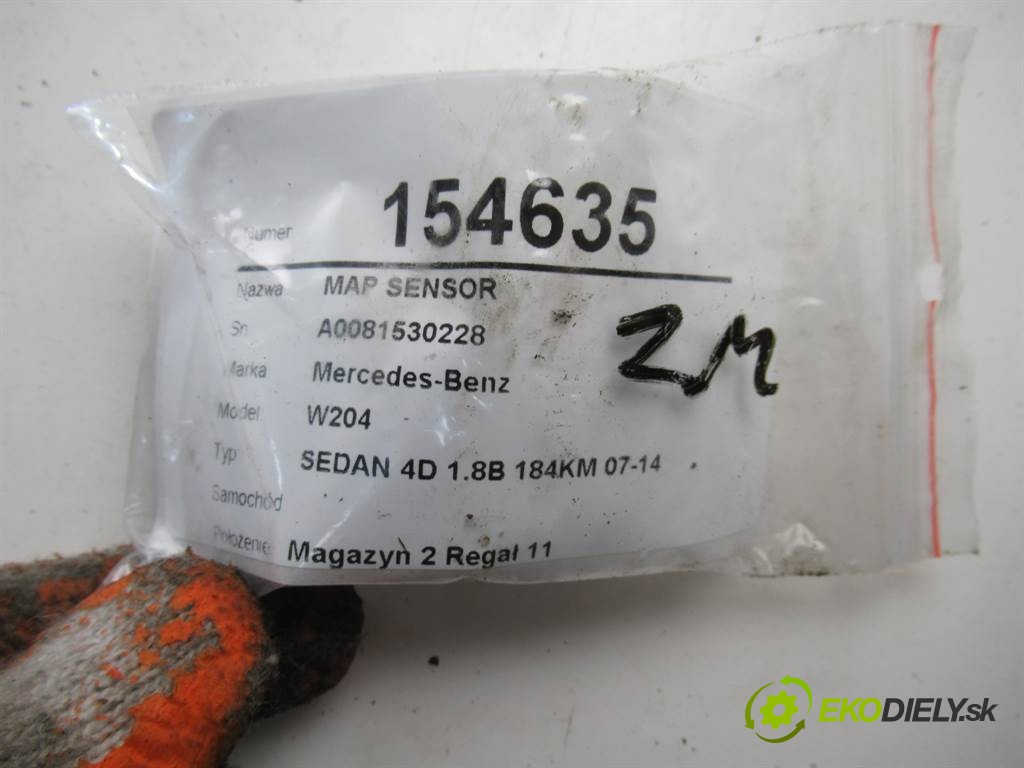 Numer 154635
Nazwa MAP SENSOR
Sn A0081530228
Marka Mercedes-Benz
Model W204
Typ SEDAN 4D 1.8B 184KM 07-14
Samochód
Położenie: Magazyn 2 Regał 11
ZM
EKODIELY.sk